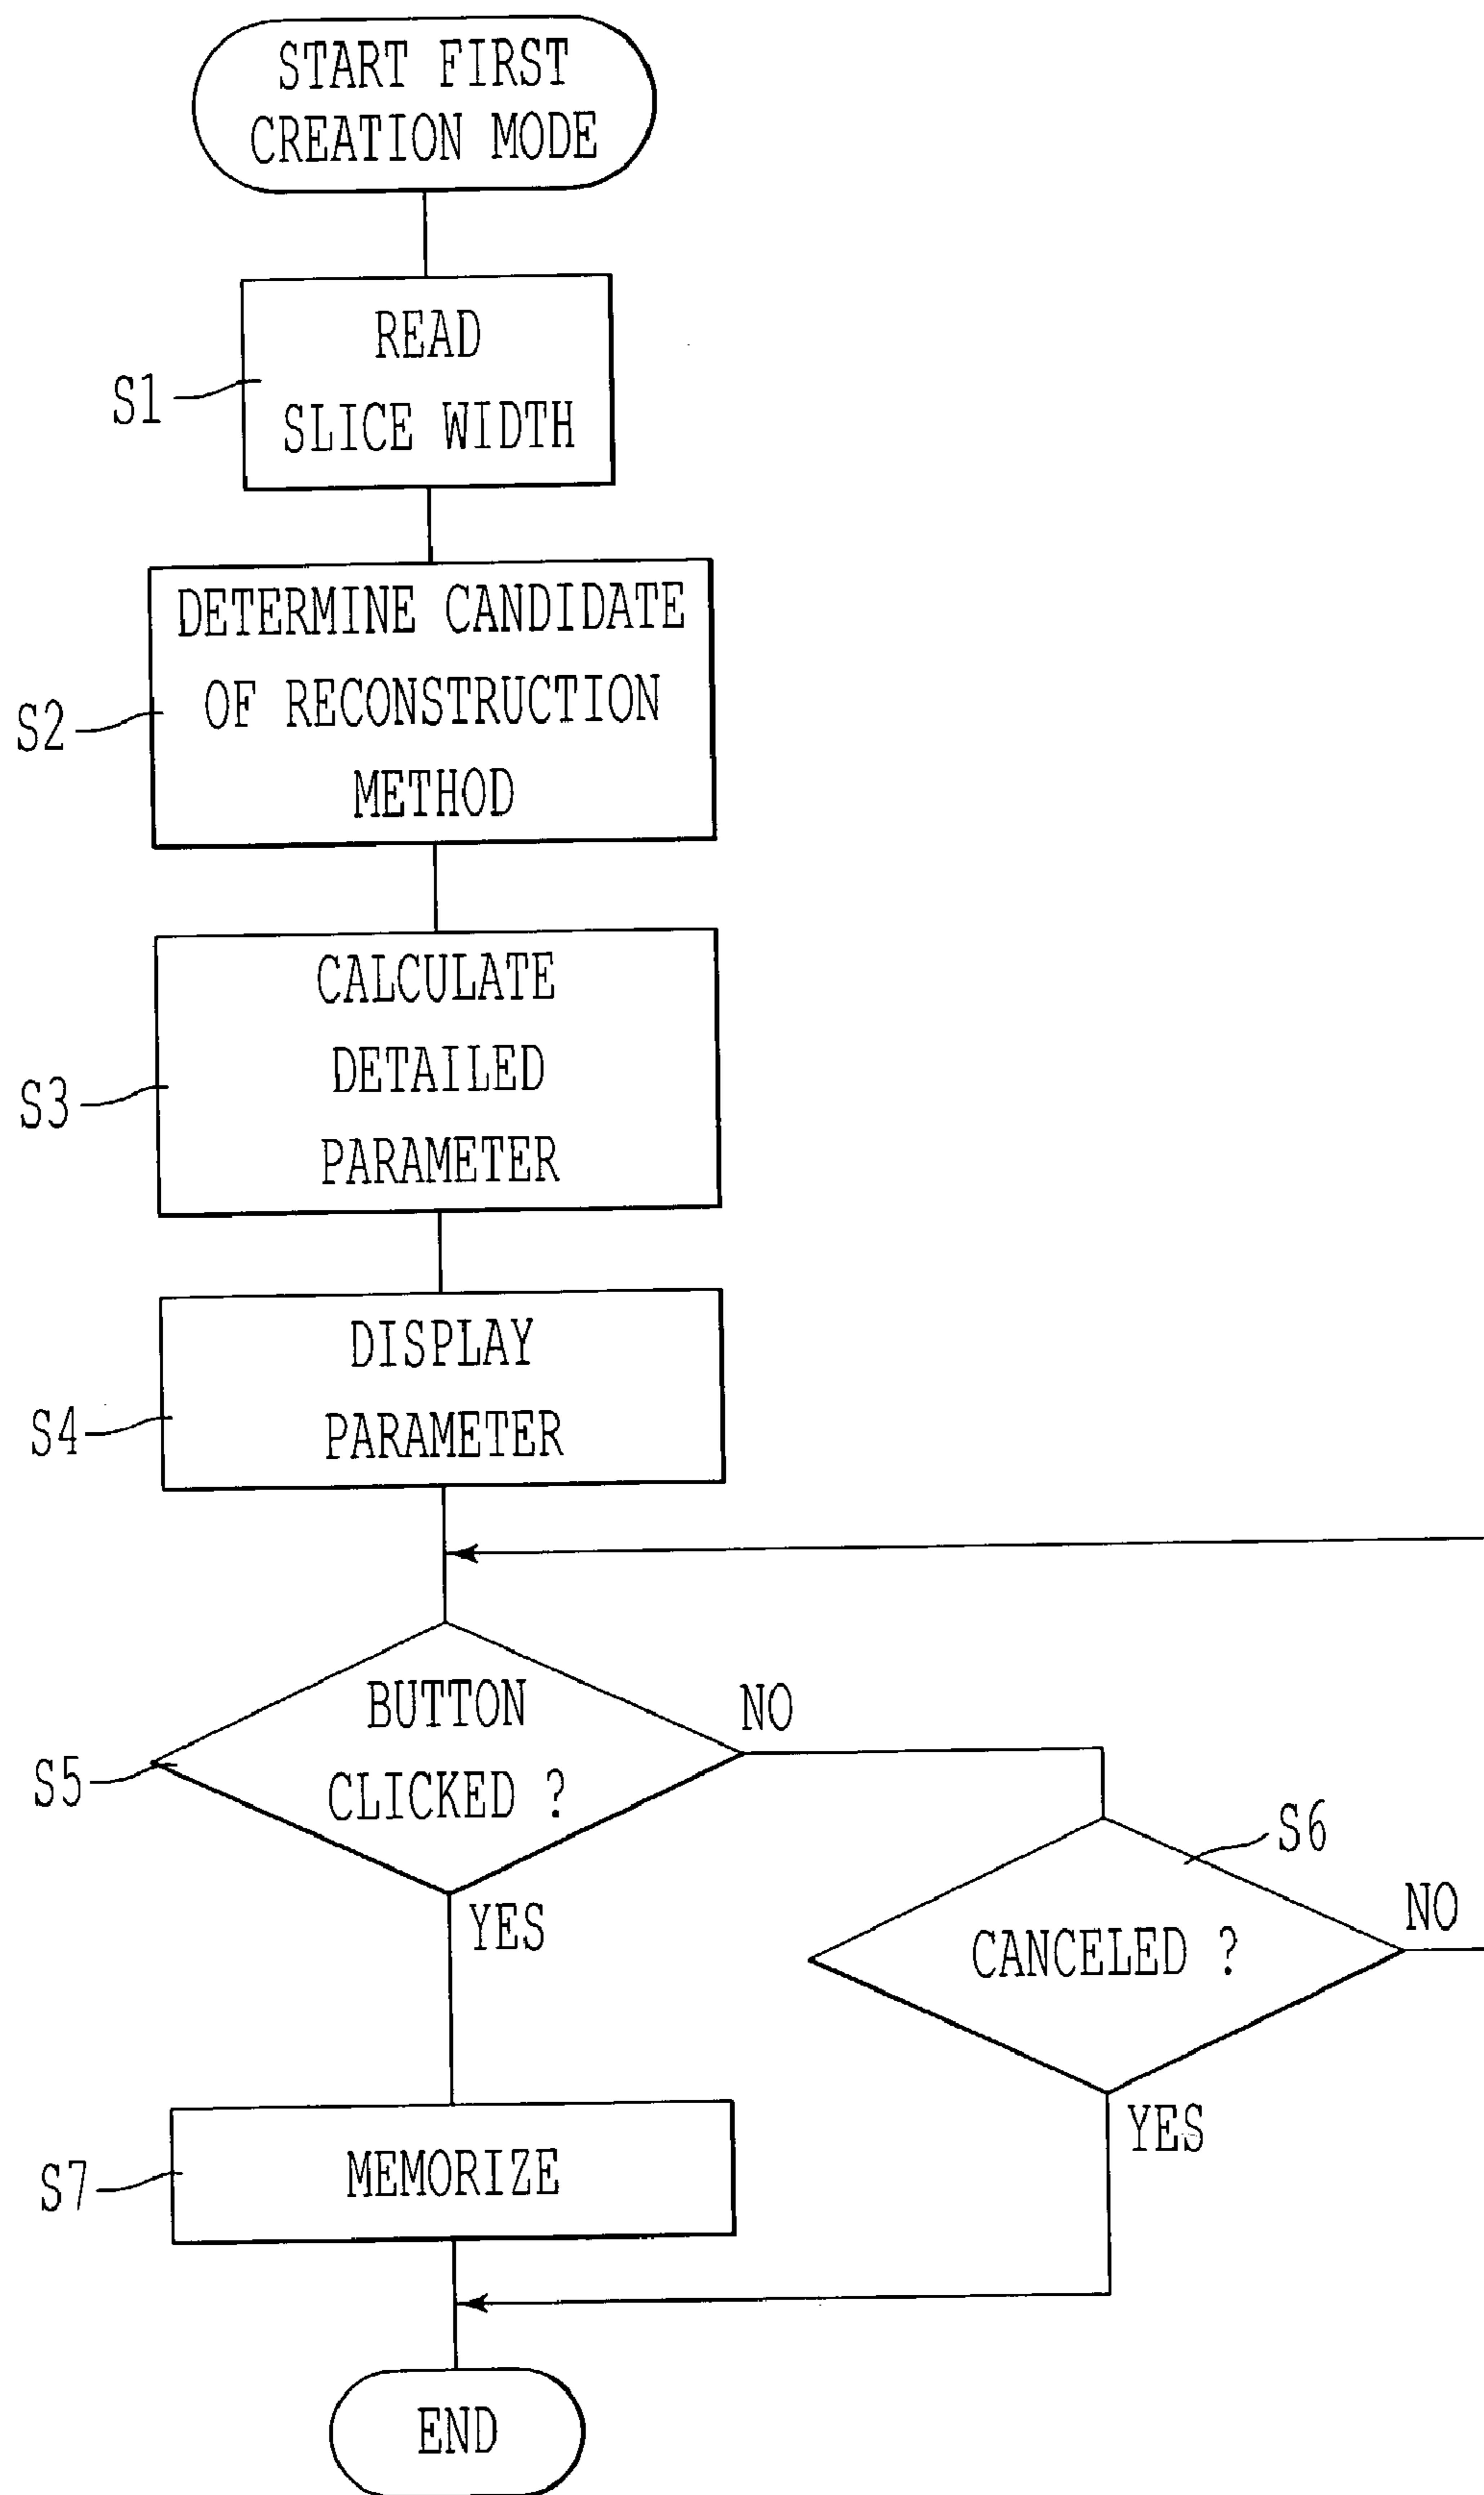 START FIRST
CREATION MODE
S1
READ
SLICE WIDTH
S2
DETERMINE CANDIDATE
OF RECONSTRUCTION
METHOD
S3
CALCULATE
DETAILED
PARAMETER
S4
DISPLAY
PARAMETER
S5
BUTTON
CLICKED ?
NO
YES
S6
CANCELED ?
NO
YES
S7
MEMORIZE
END